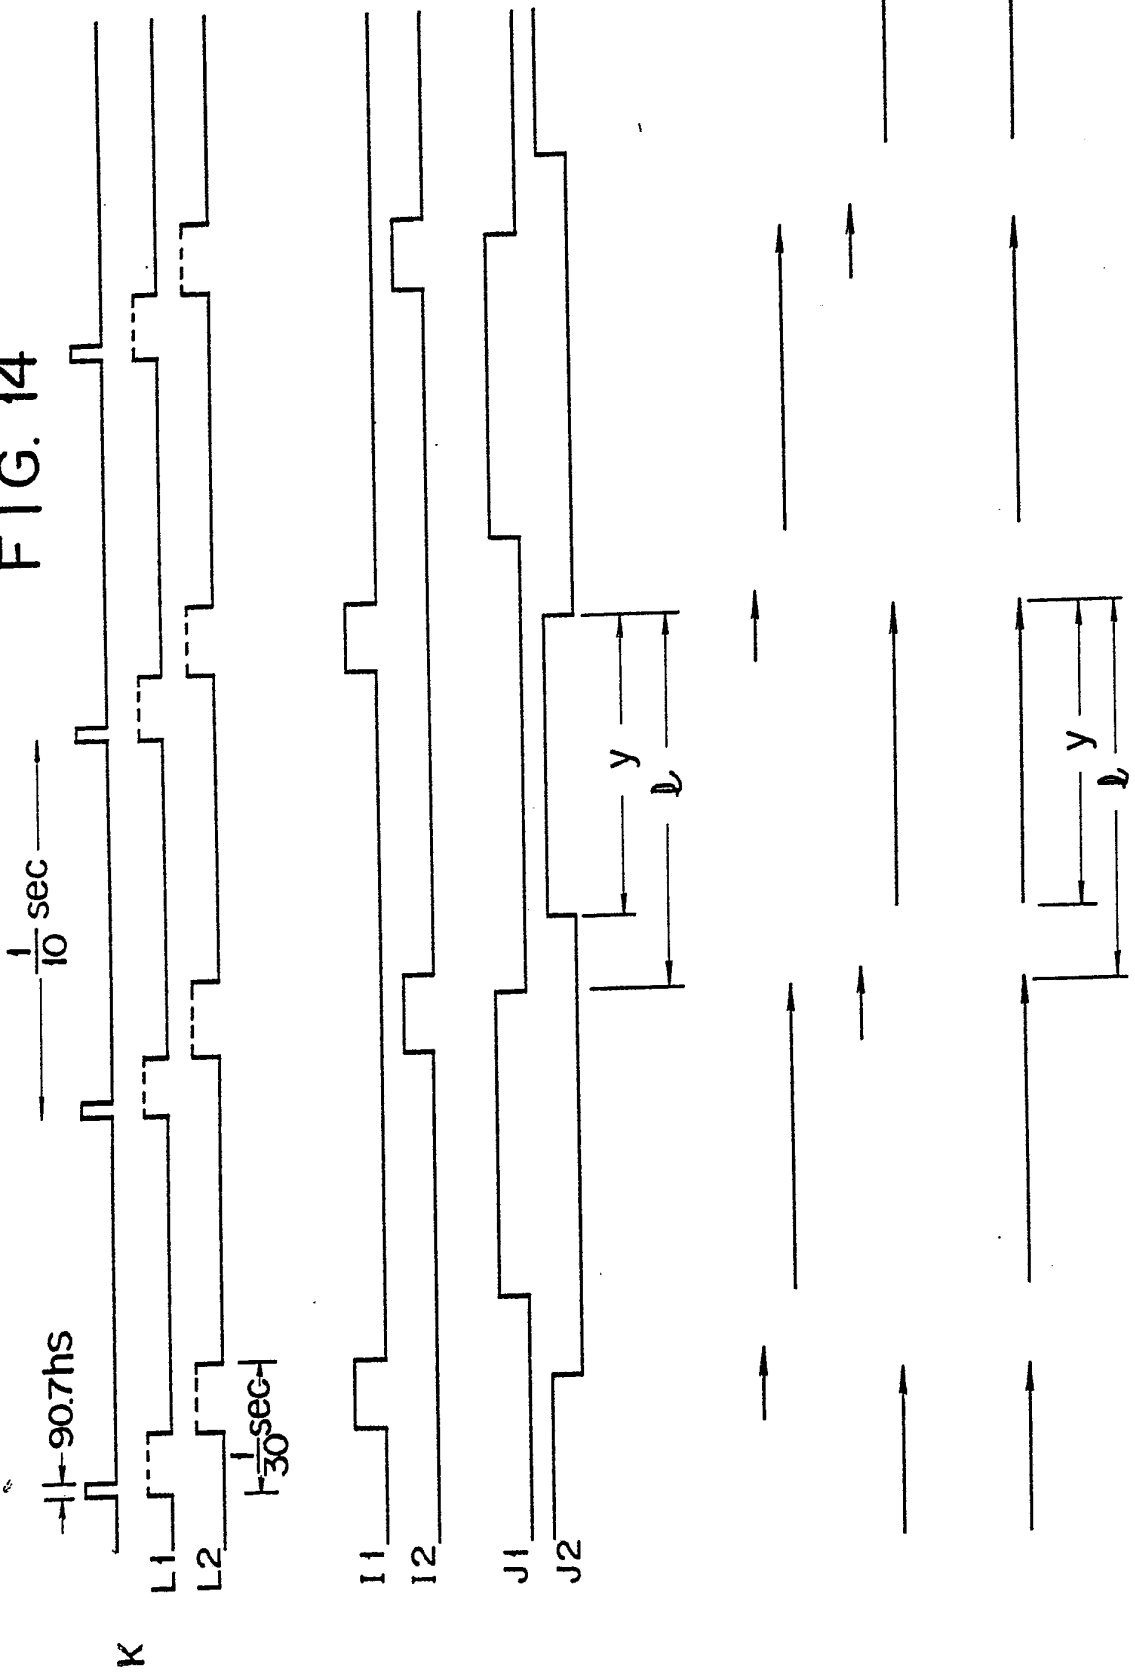 FIG. 14
90.7hs
1/10 sec
K
L1
L2
1/30 sec
I1
I2
J1
J2
y
ℓ
y
ℓ